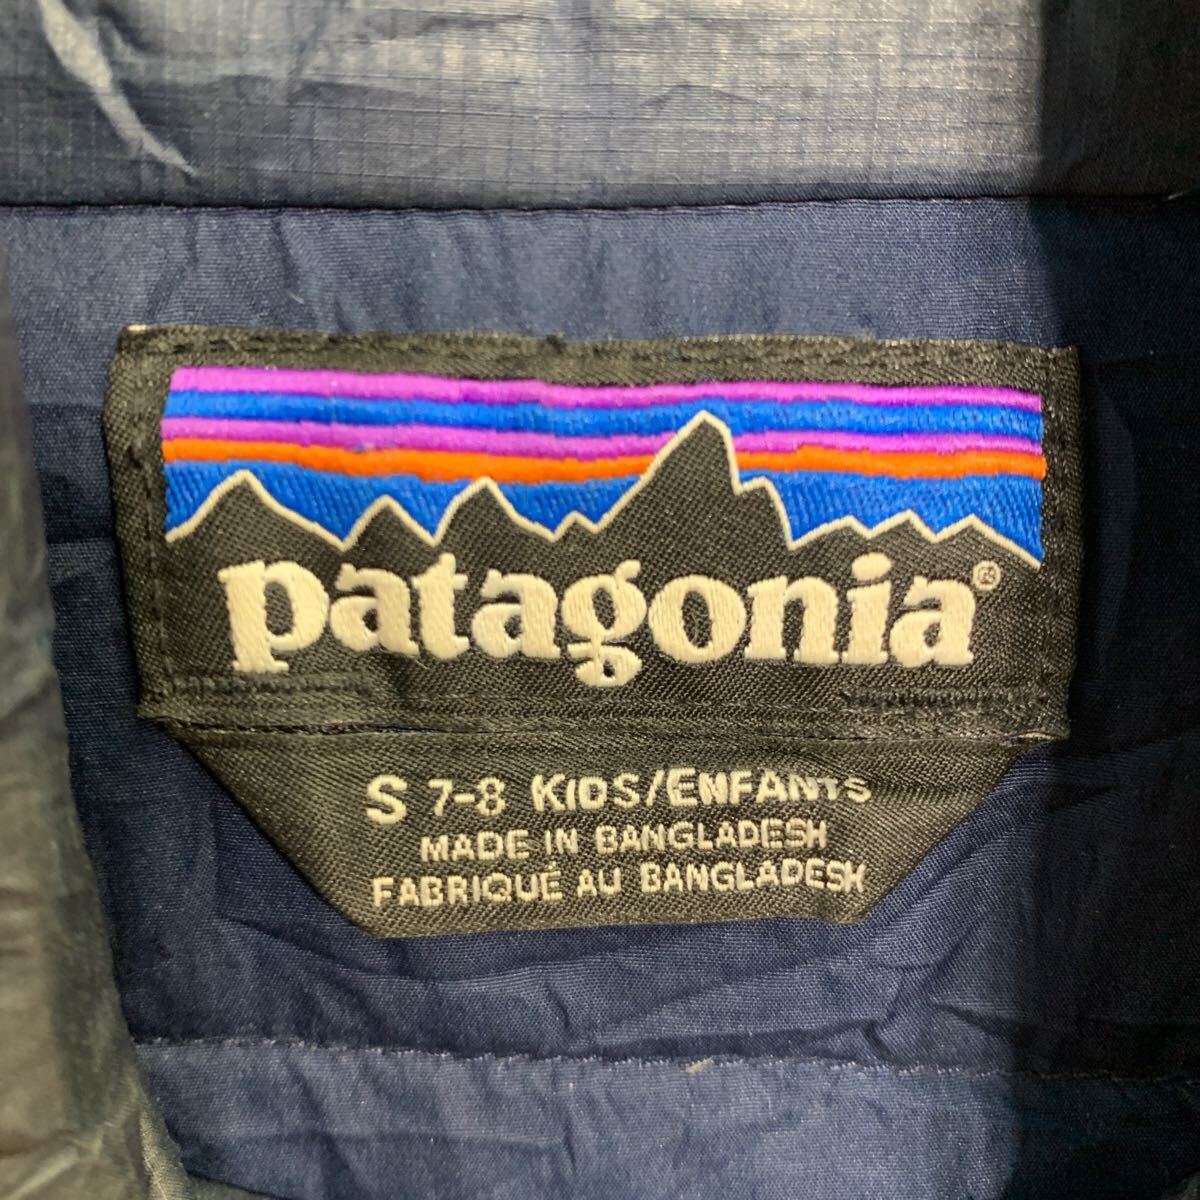 patagonia®
S 7-8 KIDS/ENFANTS
MADE IN BANGLADESH
FABRIQUÉ AU BANGLADESH